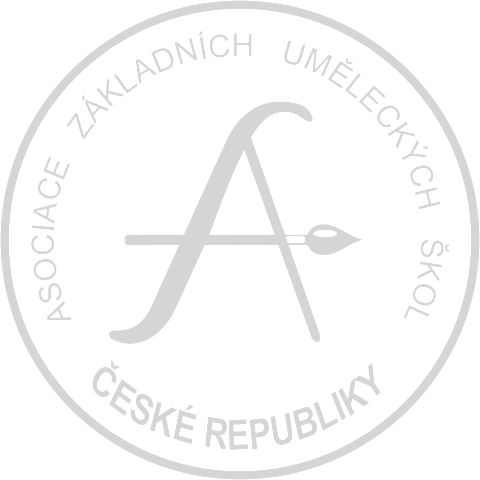 ASOCIACE ZÁKLADNÍCH UMĚLECKÝCH ŠKOL
ČESKÉ REPUBLIKY